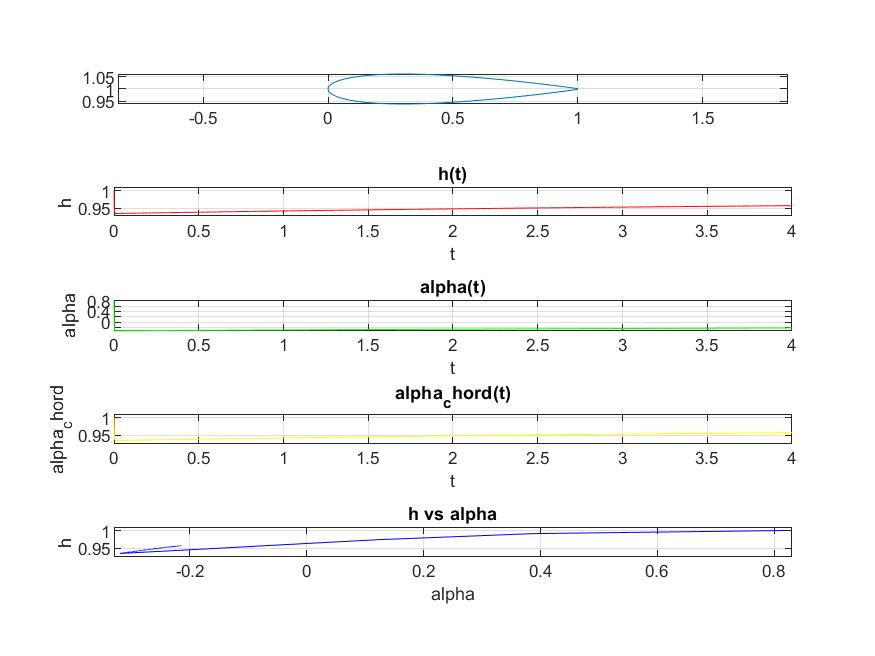 1.05
1
0.95
-0.5 0 0.5 1 1.5
h(t)
h
1
0.95
0 0.5 1 1.5 2 2.5 3 3.5 4
t
alpha(t)
alpha
0.8
0.4
0
0 0.5 1 1.5 2 2.5 3 3.5 4
t
alpha_chord(t)
alpha_chord
1
0.95
0 0.5 1 1.5 2 2.5 3 3.5 4
t
h vs alpha
h
1
0.95
-0.2 0 0.2 0.4 0.6 0.8
alpha